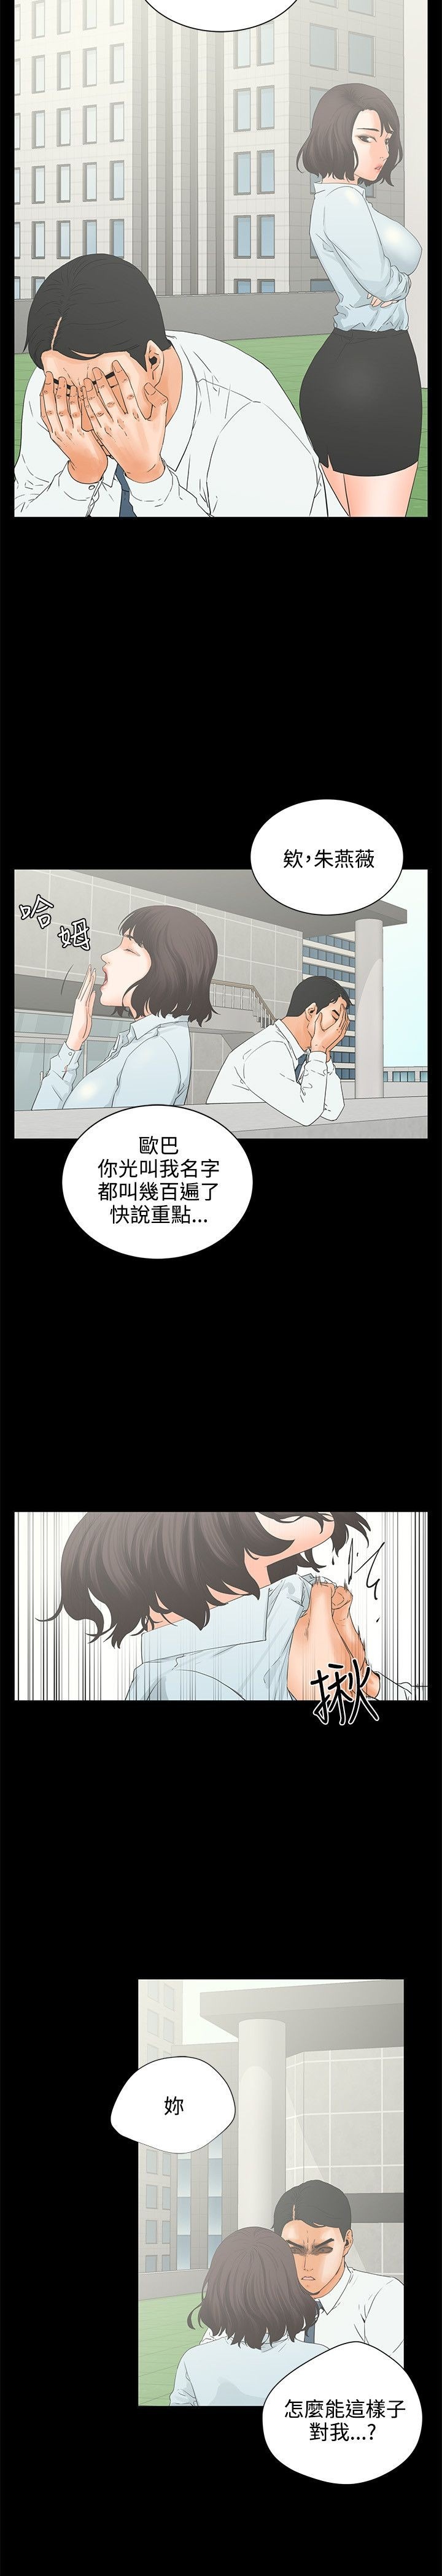 欸，朱燕薇
哈
姆
歐巴
你光叫我名字
都叫幾百遍了
快說重點...
揪
妳
怎麼能這樣子
對我...?